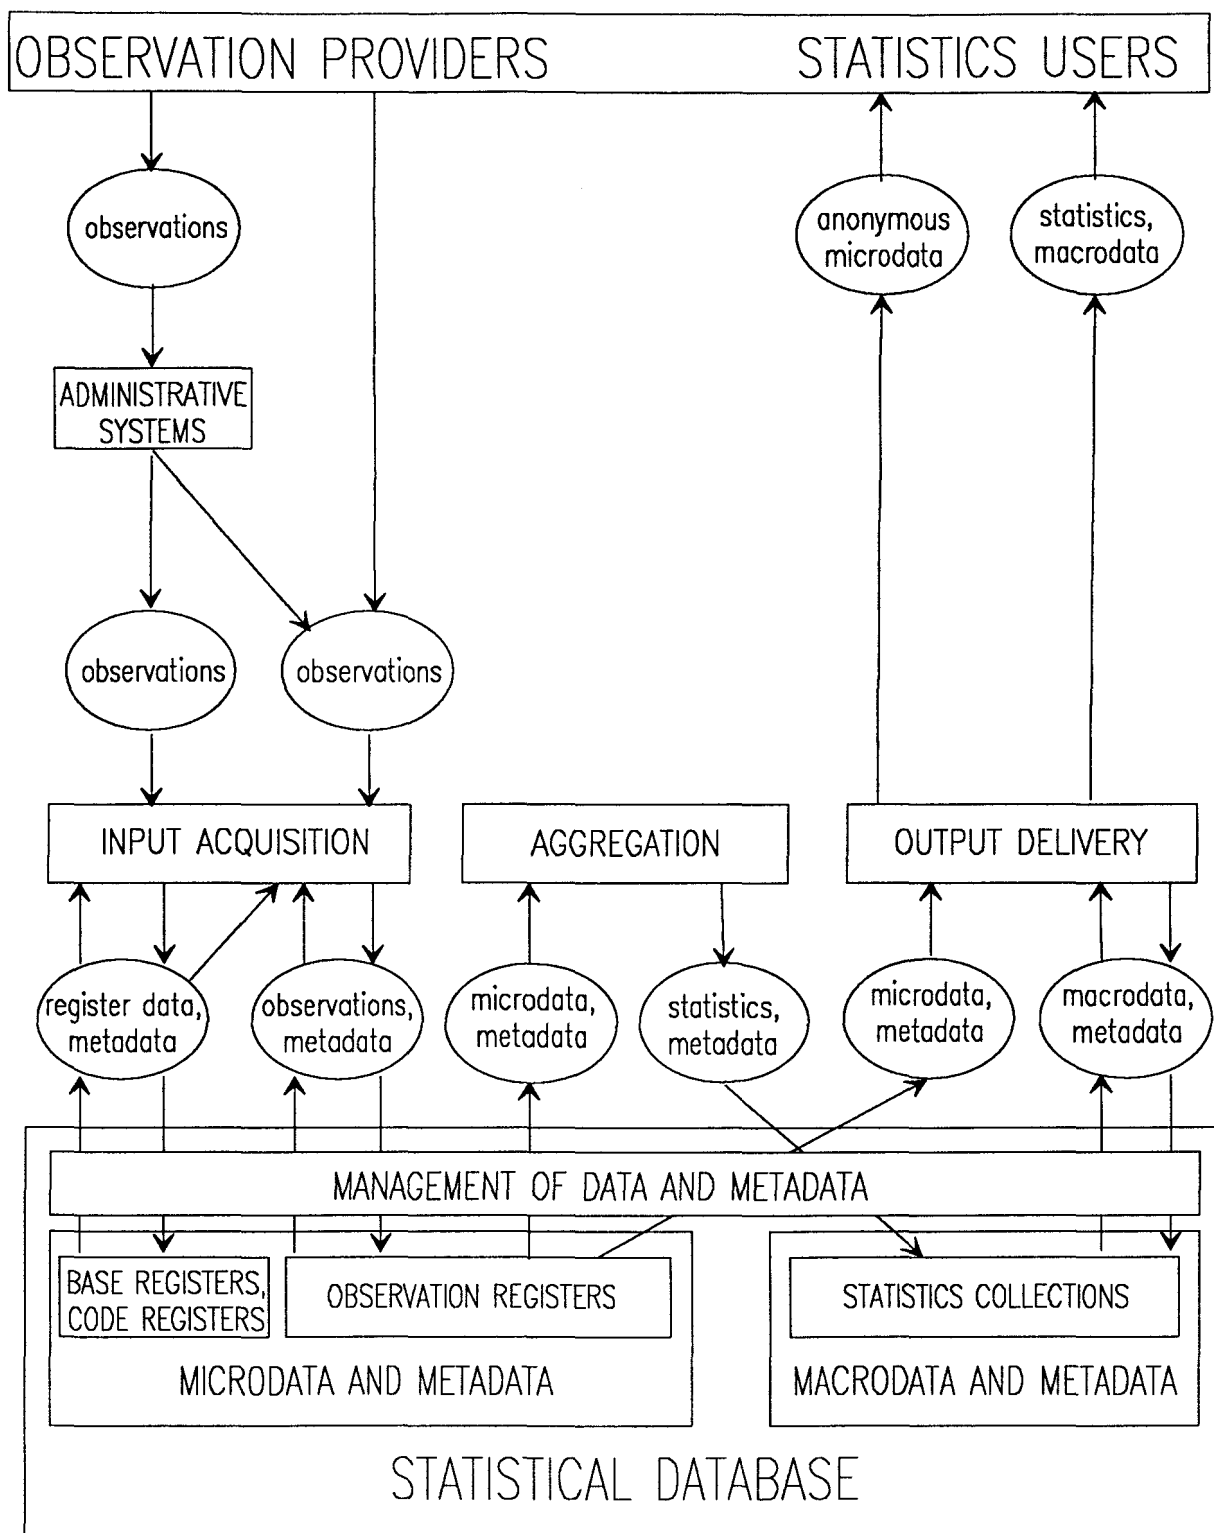 OBSERVATION PROVIDERS
STATISTICS USERS
observations
anonymous
microdata
statistics,
macrodata
ADMINISTRATIVE
SYSTEMS
observations
observations
INPUT ACQUISITION
AGGREGATION
OUTPUT DELIVERY
register data,
metadata
observations,
metadata
microdata,
metadata
statistics,
metadata
microdata,
metadata
macrodata,
metadata
MANAGEMENT OF DATA AND METADATA
BASE REGISTERS,
CODE REGISTERS
OBSERVATION REGISTERS
STATISTICS COLLECTIONS
MICRODATA AND METADATA
MACRODATA AND METADATA
STATISTICAL DATABASE